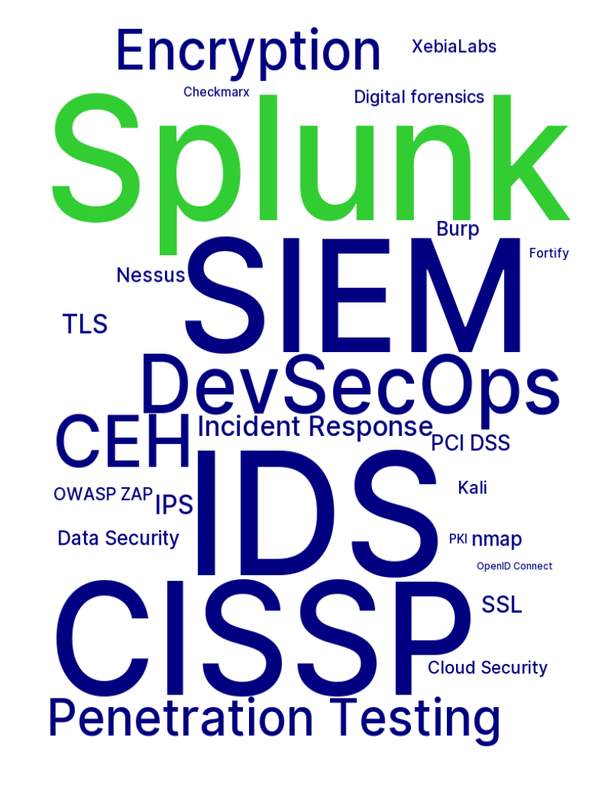 Encryption
XebiaLabs
Checkmarx
Digital forensics
Splunk
Burp
SIEM
Fortify
Nessus
TLS
DevSecOps
CEH
Incident Response
PCI DSS
IDS
Kali
OWASP ZAP
IPS
Data Security
PKI
nmap
OpenID Connect
CISSP
SSL
Cloud Security
Penetration Testing